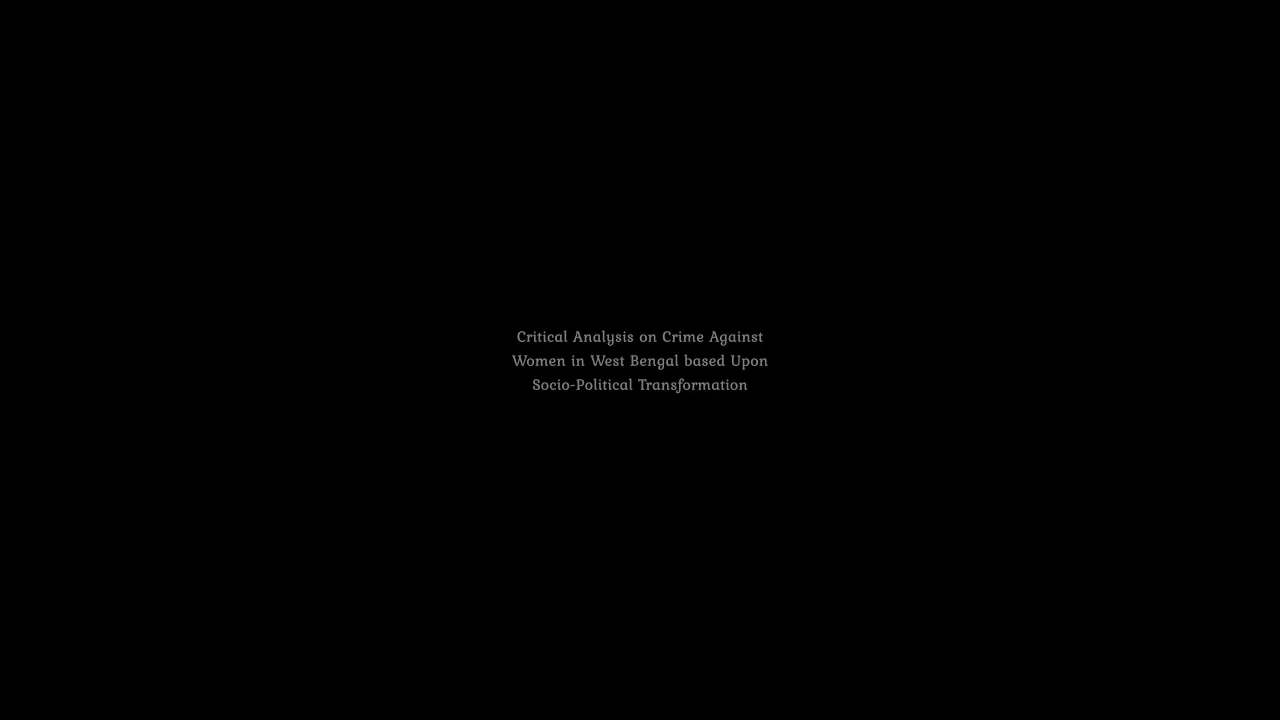 Critical Analysis on Crime Against
Women in West Bengal based Upon
Socio-Political Transformation